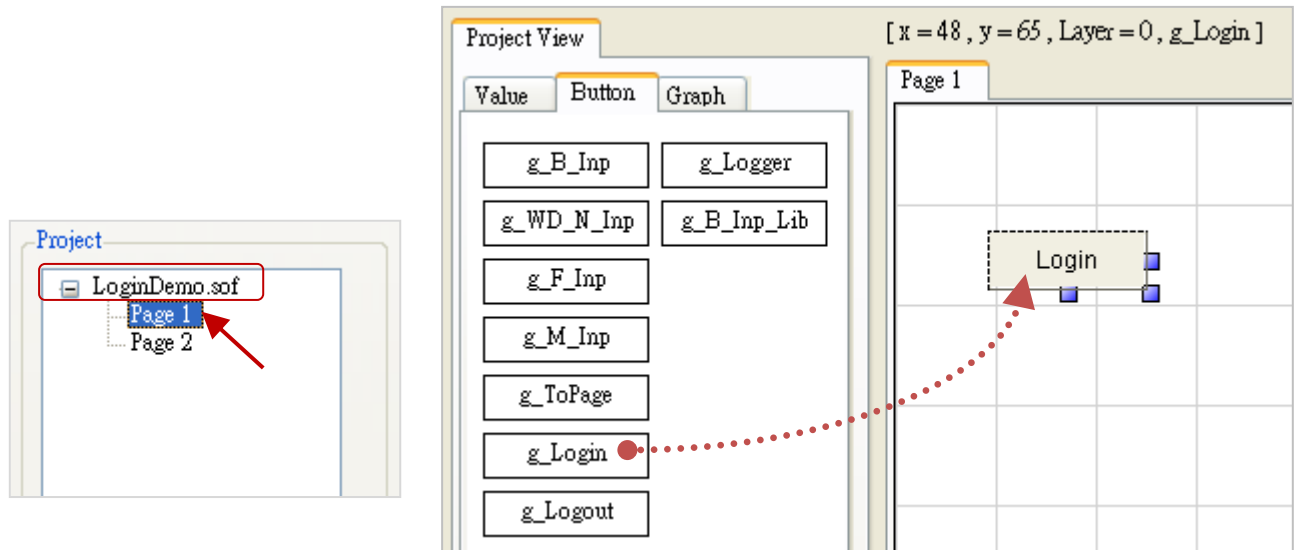 Project
LoginDemo.sof
Page 1
Page 2
Project View
Value Button Graph
g_B_Inp g_Logger
g_WD_N_Inp g_B_Inp_Lib
g_F_Inp
g_M_Inp
g_ToPage
g_Login
g_Logout
[ x = 48 , y = 65 , Layer = 0 , g_Login ]
Page 1
Login